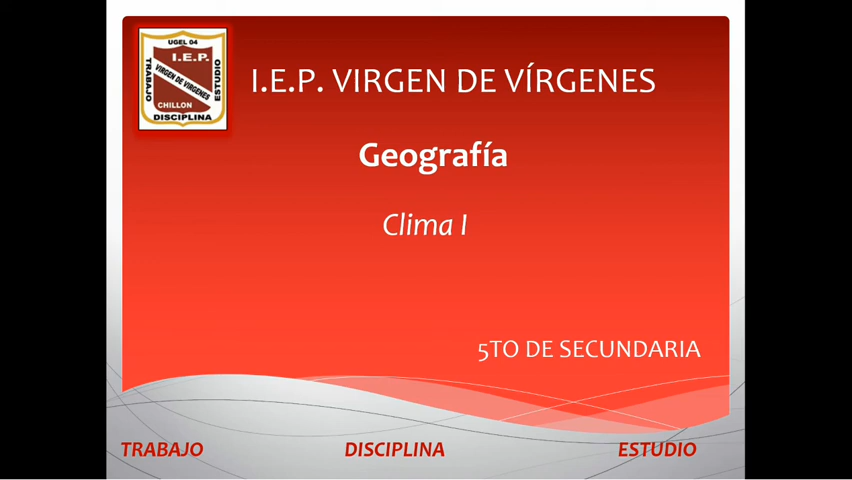 UGEL 04
I.E.P.
VIRGEN DE VIRGENES
CHILLON
TRABAJO
ESTUDIO
DISCIPLINA
I.E.P. VIRGEN DE VÍRGENES
Geografía
Clima I
5TO DE SECUNDARIA
TRABAJO DISCIPLINA ESTUDIO